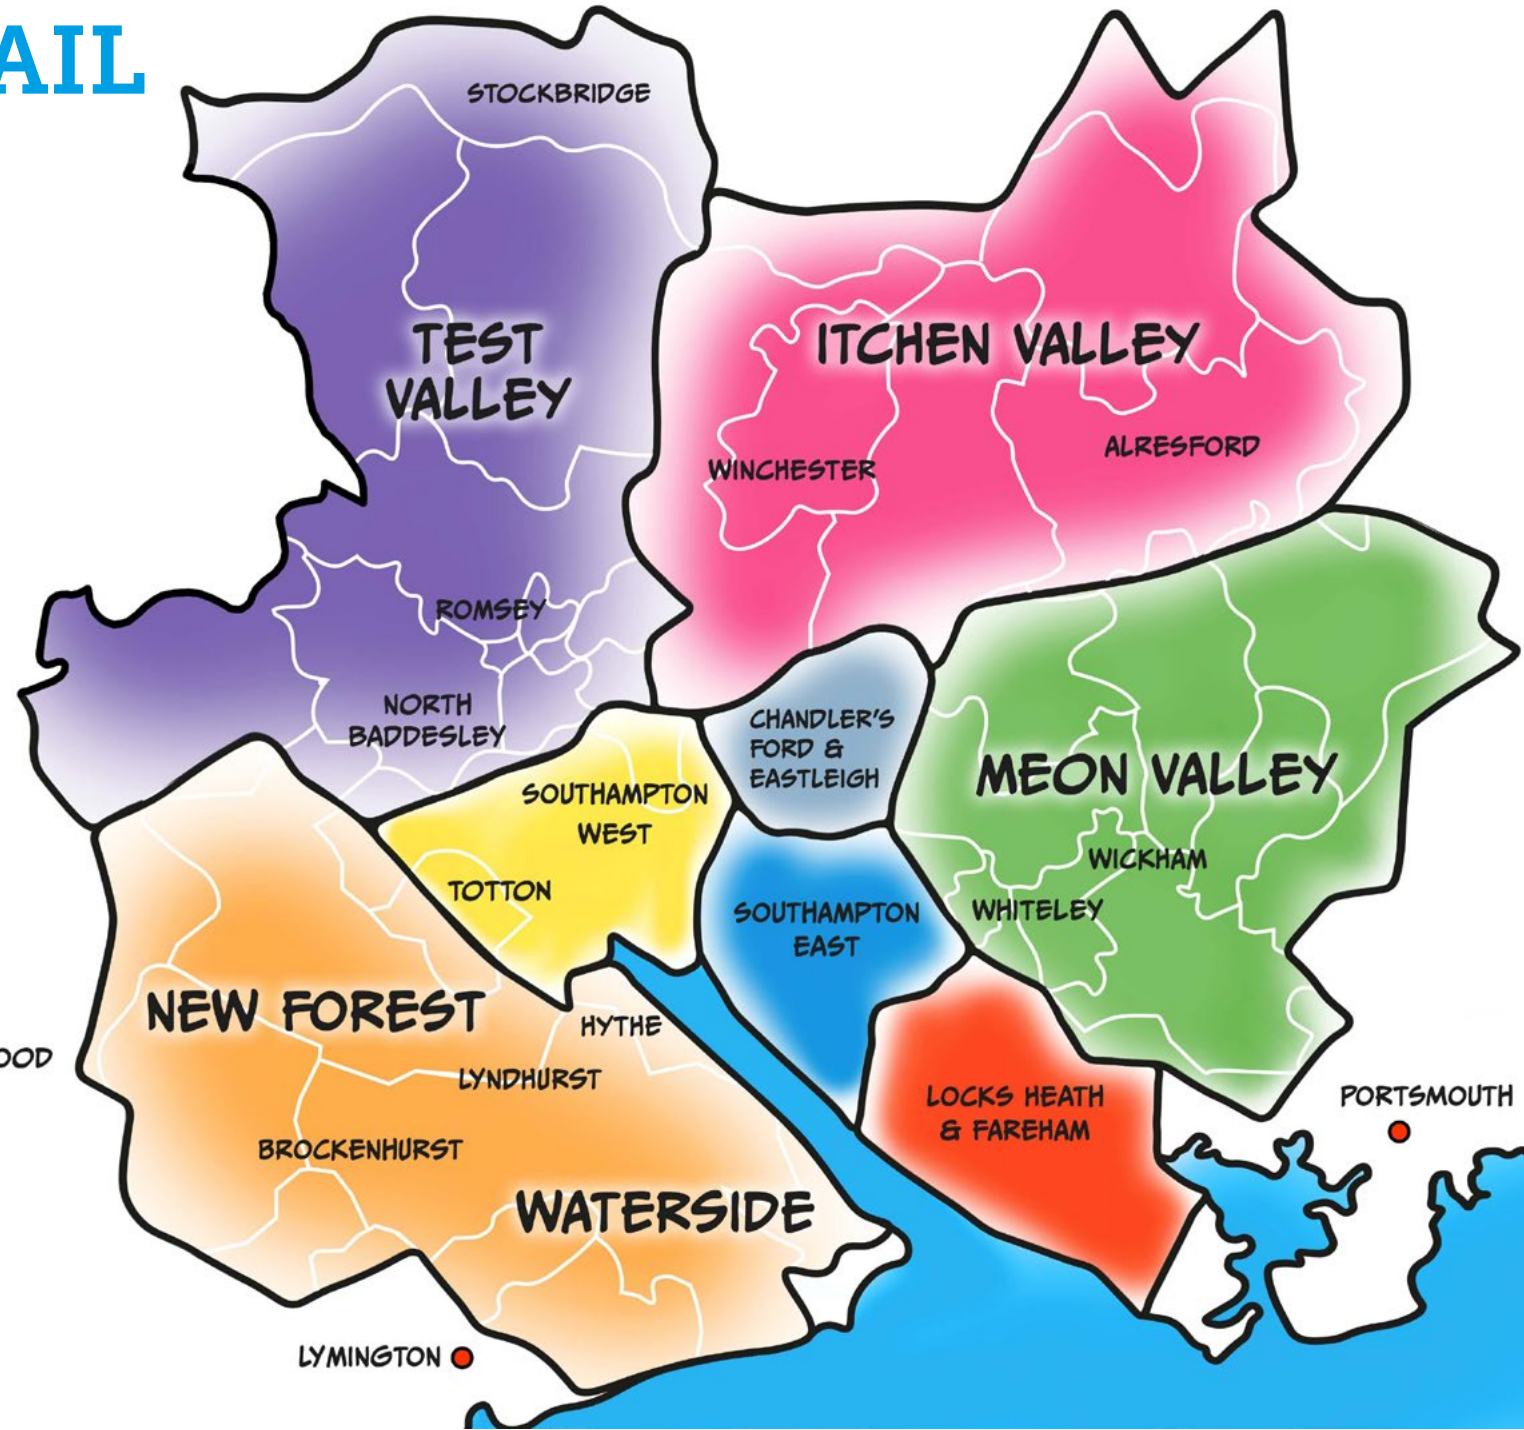 AIL
STOCKBRIDGE
TEST
VALLEY
ITCHEN VALLEY
ALRESFORD
WINCHESTER
ROMSEY
NORTH
BADDESLEY
CHANDLER'S
FORD &
EASTLEIGH
MEON VALLEY
SOUTHAMPTON
WEST
WICKHAM
TOTTON
WHITELEY
SOUTHAMPTON
EAST
NEW FOREST
HYTHE
OOD
LYNDHURST
LOCKS HEATH
& FAREHAM
PORTSMOUTH
BROCKENHURST
WATERSIDE
LYMINGTON